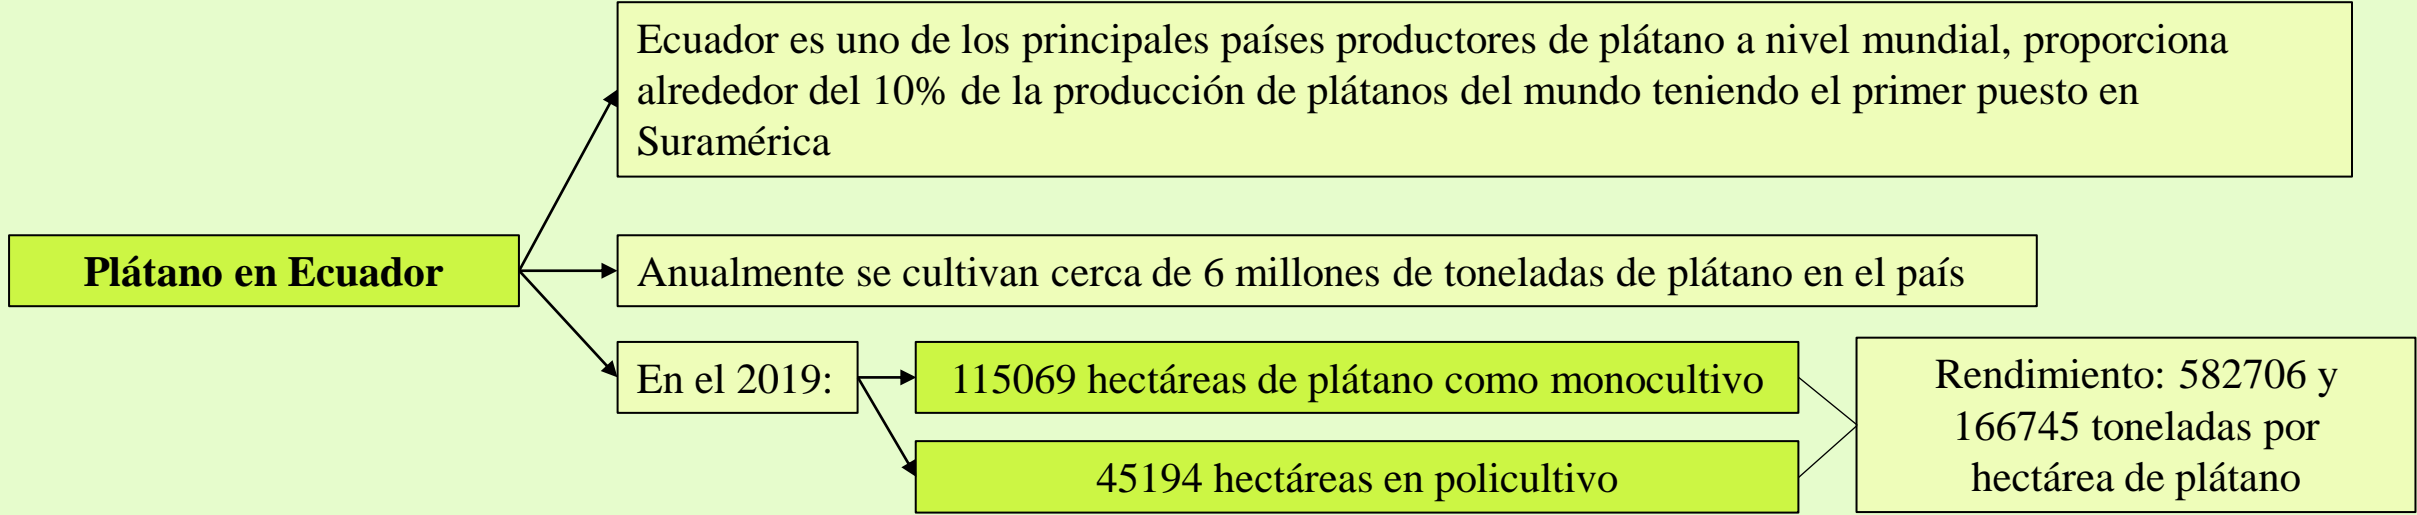 Ecuador es uno de los principales países productores de plátano a nivel mundial, proporciona
alrededor del 10% de la producción de plátanos del mundo teniendo el primer puesto en
Suramérica
Plátano en Ecuador
Anualmente se cultivan cerca de 6 millones de toneladas de plátano en el país
En el 2019:
115069 hectáreas de plátano como monocultivo
45194 hectáreas en policultivo
Rendimiento: 582706 y
166745 toneladas por
hectárea de plátano